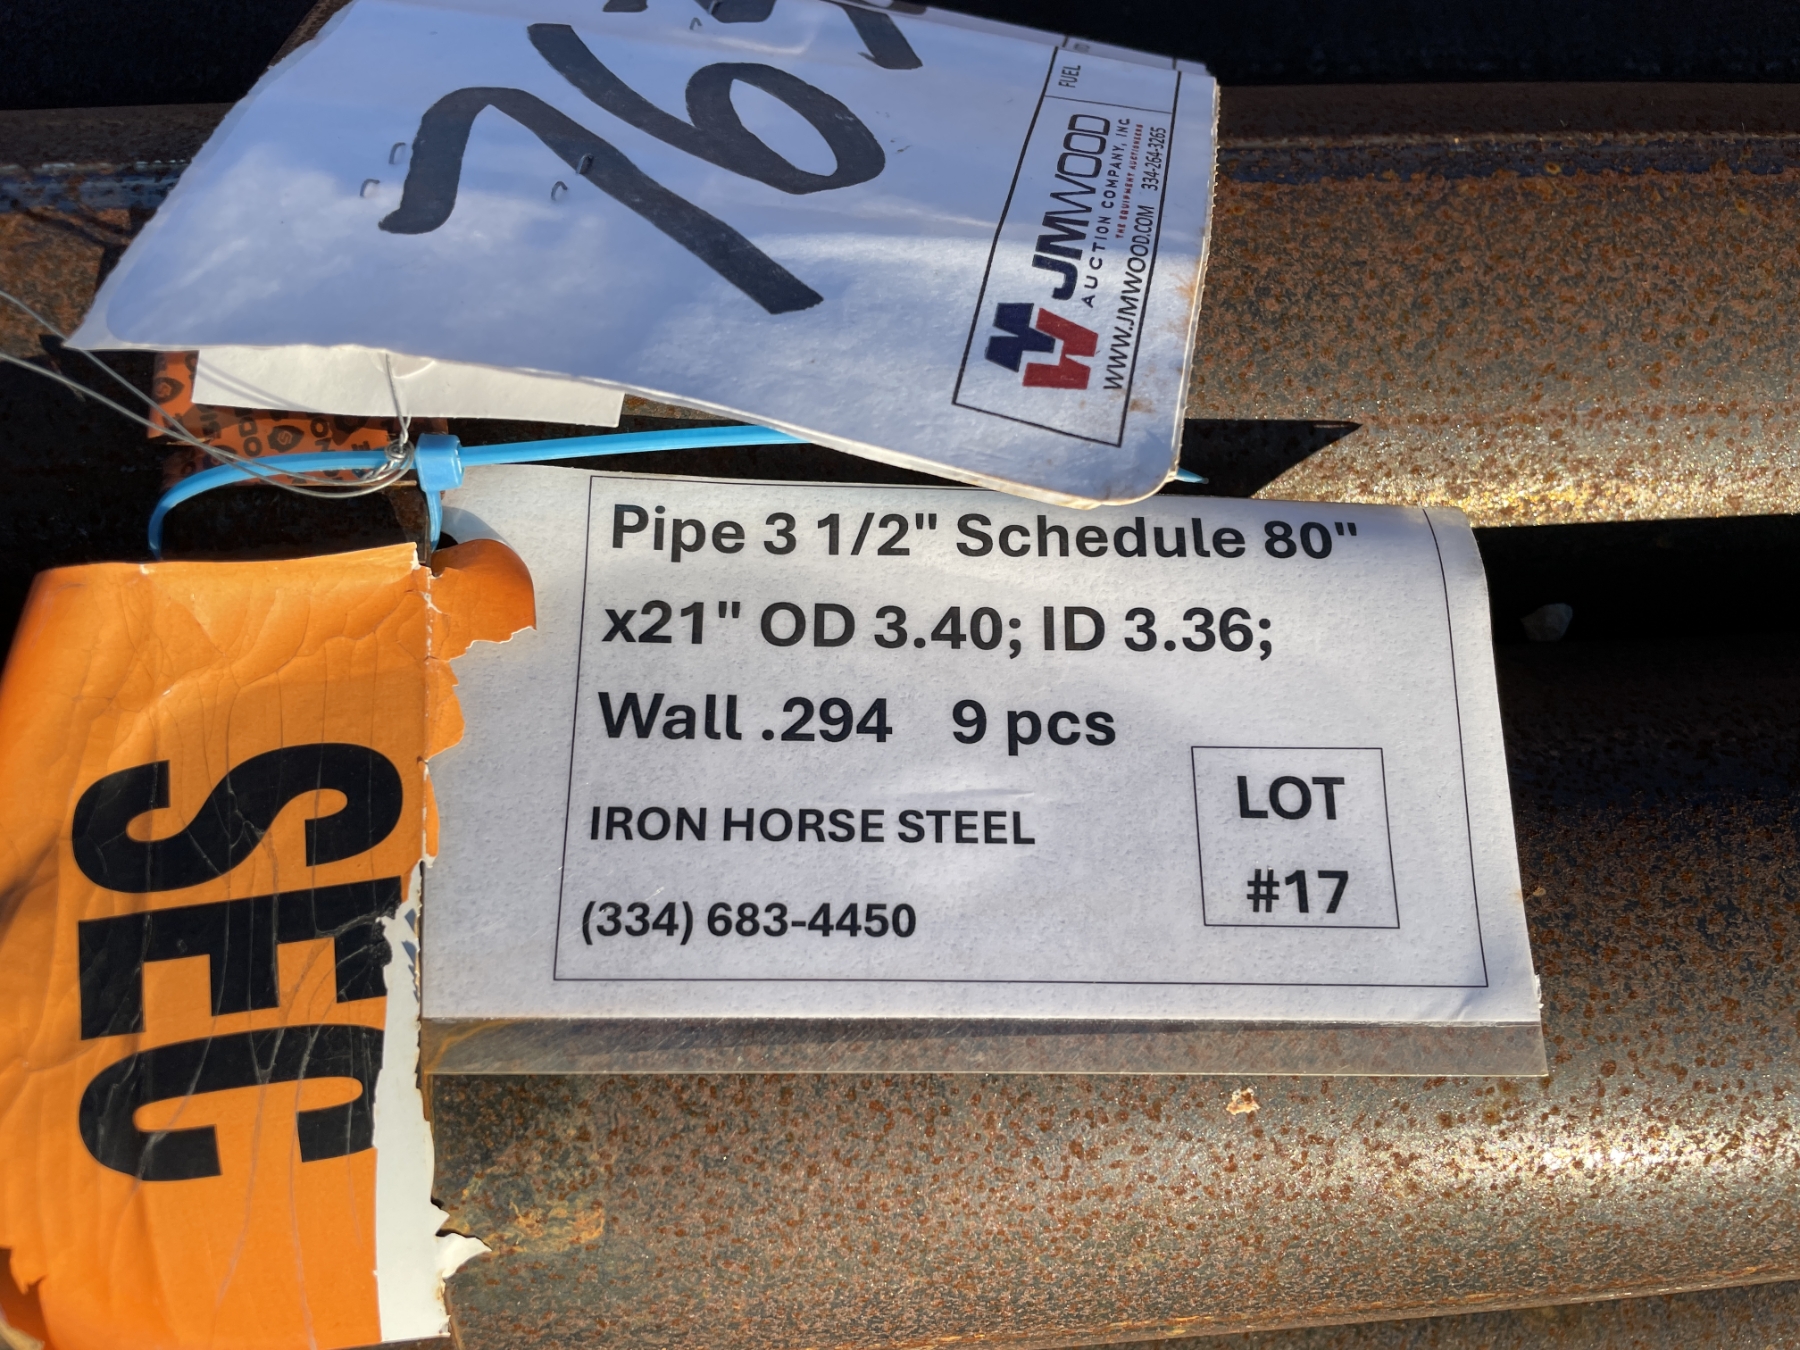 76
FUEL
JMWOOD
AUCTION COMPANY, INC.
THE EQUIPMENT AUCTIONEERS
WWW.JMWOOD.COM 334-264-3265
Pipe 3 1/2" Schedule 80"
x21" OD 3.40; ID 3.36;
Wall .294 9 pcs
IRON HORSE STEEL
(334) 683-4450
LOT
#17
SEC